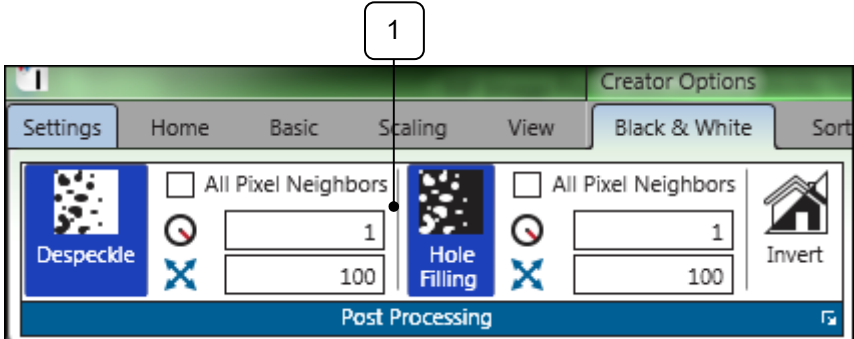 1
Creator Options
Settings Home Basic Scaling View Black & White Sort
All Pixel Neighbors All Pixel Neighbors
1 1
Despeckle Hole Filling Invert
100 100
Post Processing